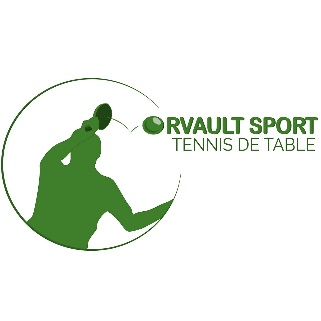 ORVAULT SPORT
TENNIS DE TABLE